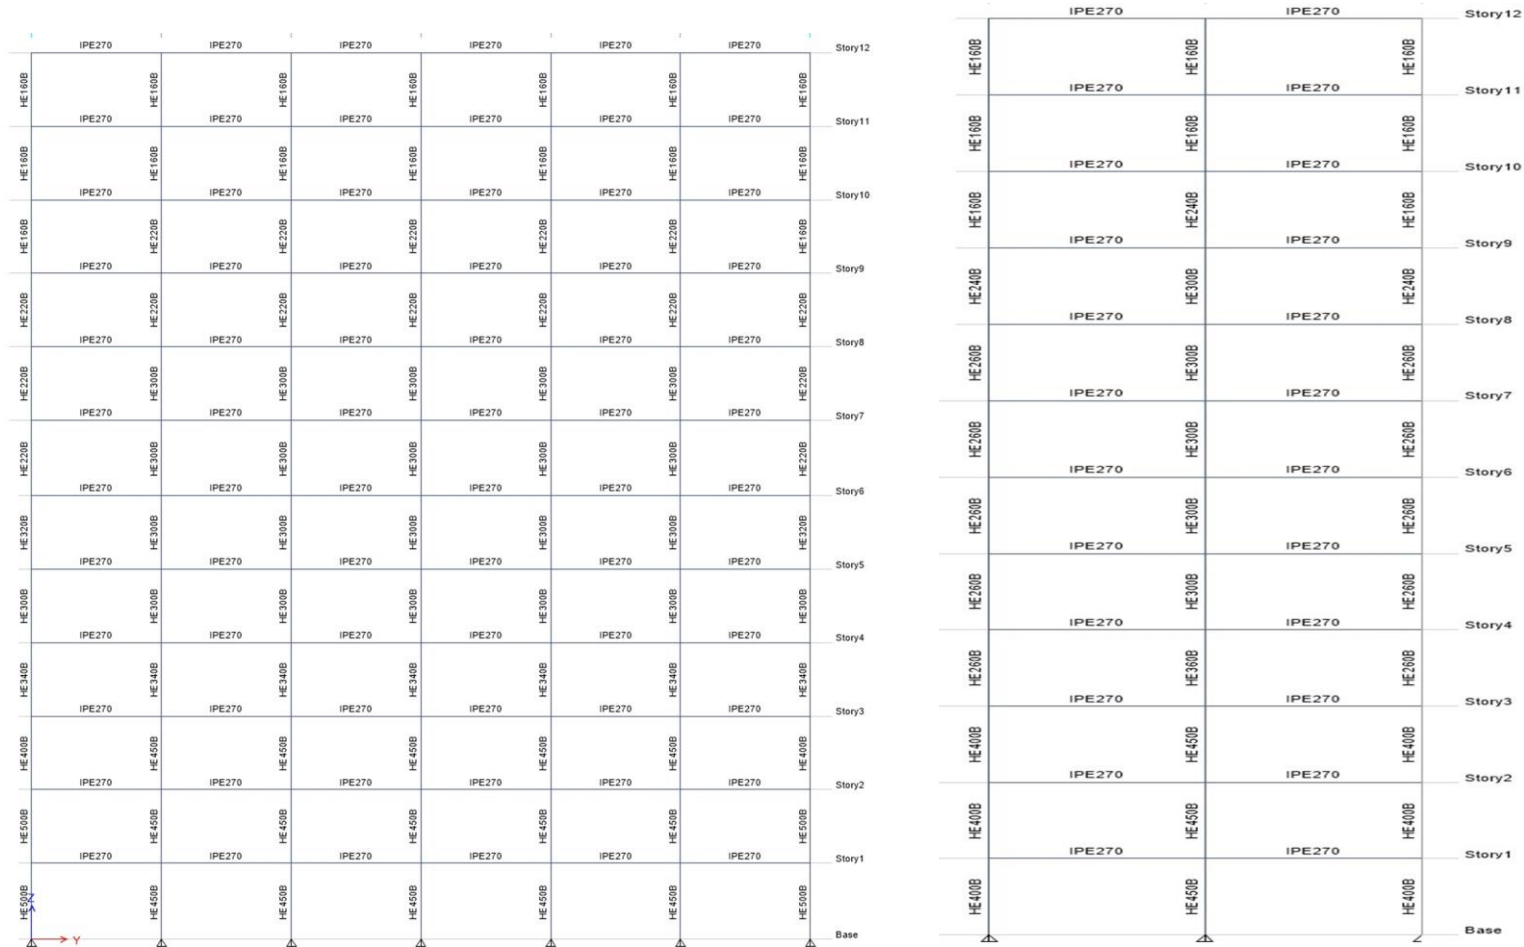 IPE270 IPE270 IPE270 IPE270 IPE270 IPE270 Story12
HE160B HE160B HE160B HE160B HE160B HE160B HE160B
IPE270 IPE270 IPE270 IPE270 IPE270 IPE270 Story11
HE160B HE160B HE160B HE160B HE160B HE160B HE160B
IPE270 IPE270 IPE270 IPE270 IPE270 IPE270 Story10
HE160B HE220B HE220B HE220B HE220B HE220B HE160B
IPE270 IPE270 IPE270 IPE270 IPE270 IPE270 Story9
HE220B HE220B HE220B HE220B HE220B HE220B HE220B
IPE270 IPE270 IPE270 IPE270 IPE270 IPE270 Story8
HE220B HE300B HE300B HE300B HE300B HE300B HE220B
IPE270 IPE270 IPE270 IPE270 IPE270 IPE270 Story7
HE220B HE300B HE300B HE300B HE300B HE300B HE220B
IPE270 IPE270 IPE270 IPE270 IPE270 IPE270 Story6
HE320B HE300B HE300B HE300B HE300B HE300B HE320B
IPE270 IPE270 IPE270 IPE270 IPE270 IPE270 Story5
HE300B HE300B HE300B HE300B HE300B HE300B HE300B
IPE270 IPE270 IPE270 IPE270 IPE270 IPE270 Story4
HE340B HE340B HE340B HE340B HE340B HE340B HE340B
IPE270 IPE270 IPE270 IPE270 IPE270 IPE270 Story3
HE400B HE450B HE450B HE450B HE450B HE450B HE400B
IPE270 IPE270 IPE270 IPE270 IPE270 IPE270 Story2
HE500B HE450B HE450B HE450B HE450B HE450B HE500B
IPE270 IPE270 IPE270 IPE270 IPE270 IPE270 Story1
HE500B HE450B HE450B HE450B HE450B HE450B HE500B
Z
Y
Base
IPE270 IPE270 Story12
HE160B HE160B HE160B
IPE270 IPE270 Story11
HE160B HE160B HE160B
IPE270 IPE270 Story10
HE160B HE240B HE160B
IPE270 IPE270 Story9
HE240B HE300B HE240B
IPE270 IPE270 Story8
HE260B HE300B HE260B
IPE270 IPE270 Story7
HE260B HE300B HE260B
IPE270 IPE270 Story6
HE260B HE300B HE260B
IPE270 IPE270 Story5
HE260B HE300B HE260B
IPE270 IPE270 Story4
HE260B HE360B HE260B
IPE270 IPE270 Story3
HE400B HE450B HE400B
IPE270 IPE270 Story2
HE400B HE450B HE400B
IPE270 IPE270 Story1
HE400B HE450B HE400B
Base